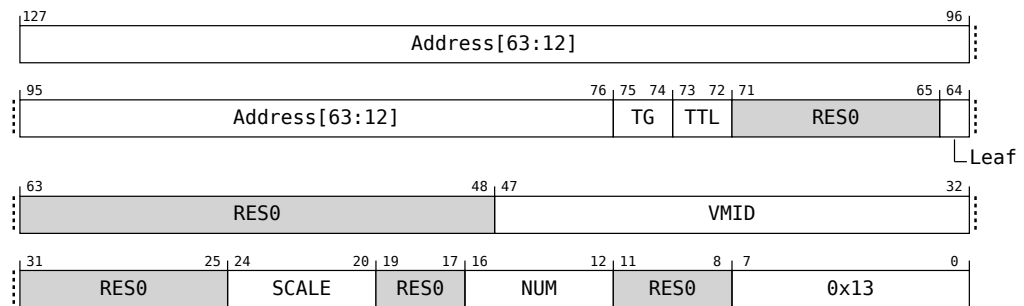 127 96
Address[63:12]
95 76 75 74 73 72 71 65 64
Address[63:12] TG TTL RES0
Leaf
63 48 47 32
RES0 VMID
31 25 24 20 19 17 16 12 11 8 7 0
RES0 SCALE RES0 NUM RES0 0x13